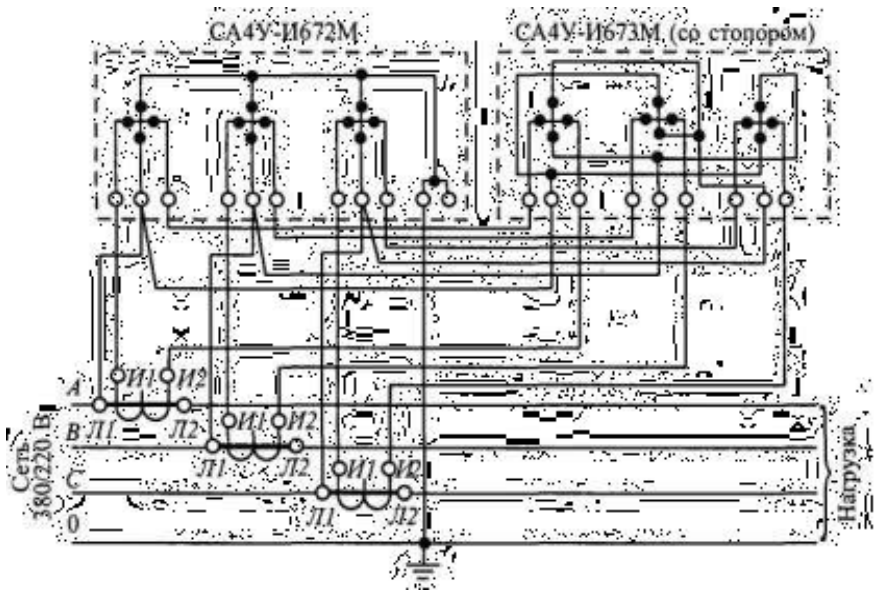 СА4У-И672М
СА4У-И673М (со стопором)
А
И1
И2
Л1
Л2
В
И1
И2
Л1
Л2
С
И1
И2
Л1
Л2
0
Сеть
380/220 В
Нагрузка